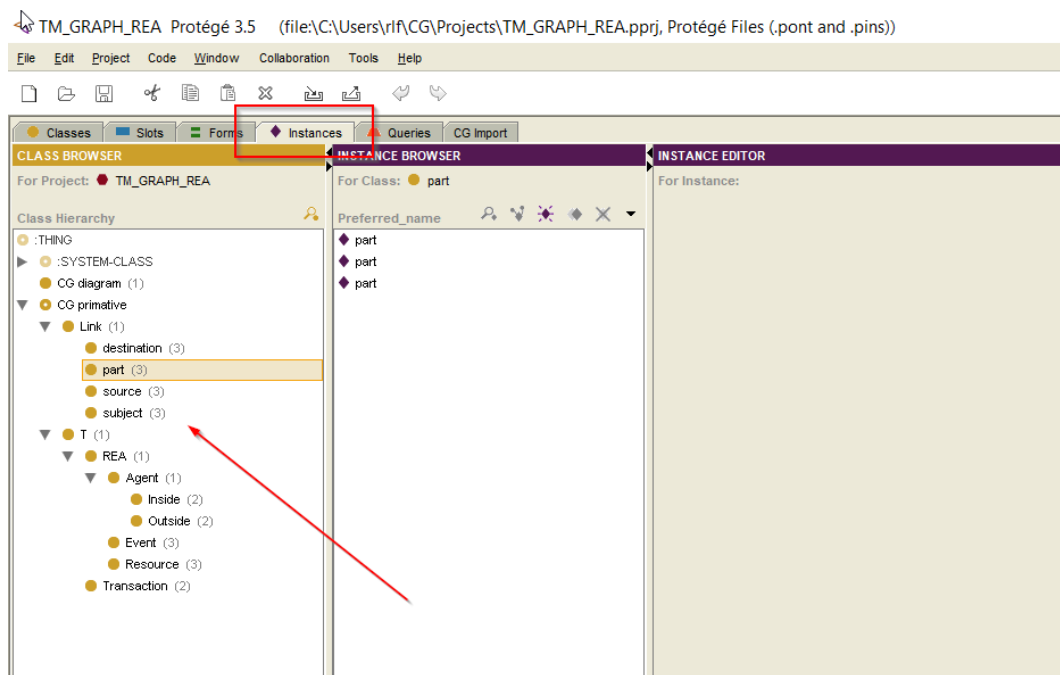 TM_GRAPH_REA Protégé 3.5 (file:\C:\Users\rlf\CG\Projects\TM_GRAPH_REA.pprj, Protégé Files (.pont and .pins))
File Edit Project Code Window Collaboration Tools Help
Classes Slots Forms Instances Queries CG Import
CLASS BROWSER
For Project: TM_GRAPH_REA
Class Hierarchy
:THING
:SYSTEM-CLASS
CG diagram (1)
CG primative
Link (1)
destination (3)
part (3)
source (3)
subject (3)
T (1)
REA (1)
Agent (1)
Inside (2)
Outside (2)
Event (3)
Resource (3)
Transaction (2)
INSTANCE BROWSER
For Class: part
Preferred_name
part
part
part
INSTANCE EDITOR
For Instance: